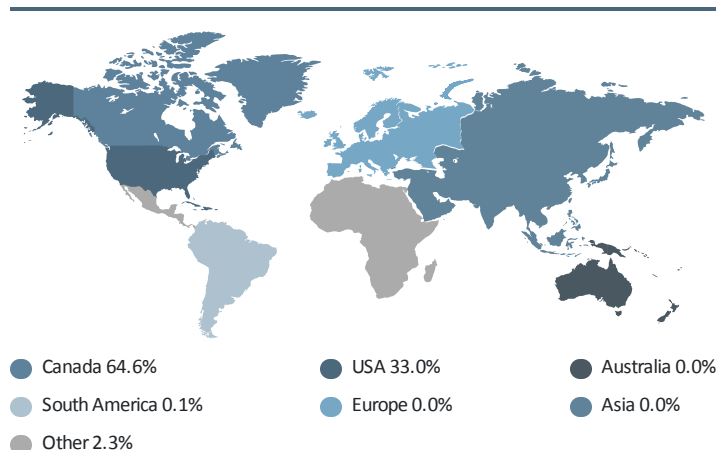 Canada 64.6%
USA 33.0%
Australia 0.0%
South America 0.1%
Europe 0.0%
Asia 0.0%
Other 2.3%